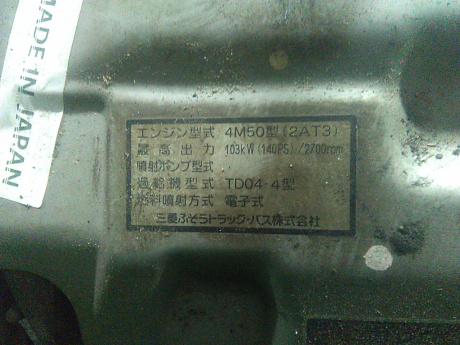 MADE IN JAPAN
エンジン型式 4M50型(2AT3)
最高出力 103kW(140PS)/2700rpm
噴射ポンプ型式
過給機型式 TD04-4型
燃料噴射方式 電子式
三菱ふそうトラック・バス株式会社